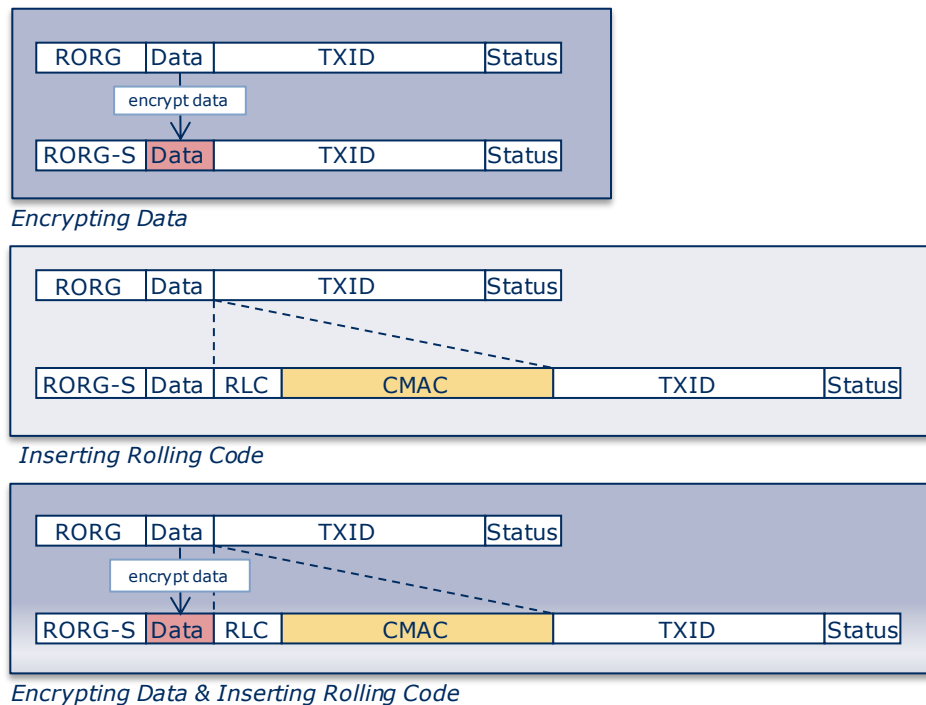 RORG Data TXID Status
encrypt data
RORG-S Data TXID Status
Encrypting Data
RORG Data TXID Status
RORG-S Data RLC CMAC TXID Status
Inserting Rolling Code
RORG Data TXID Status
encrypt data
RORG-S Data RLC CMAC TXID Status
Encrypting Data & Inserting Rolling Code